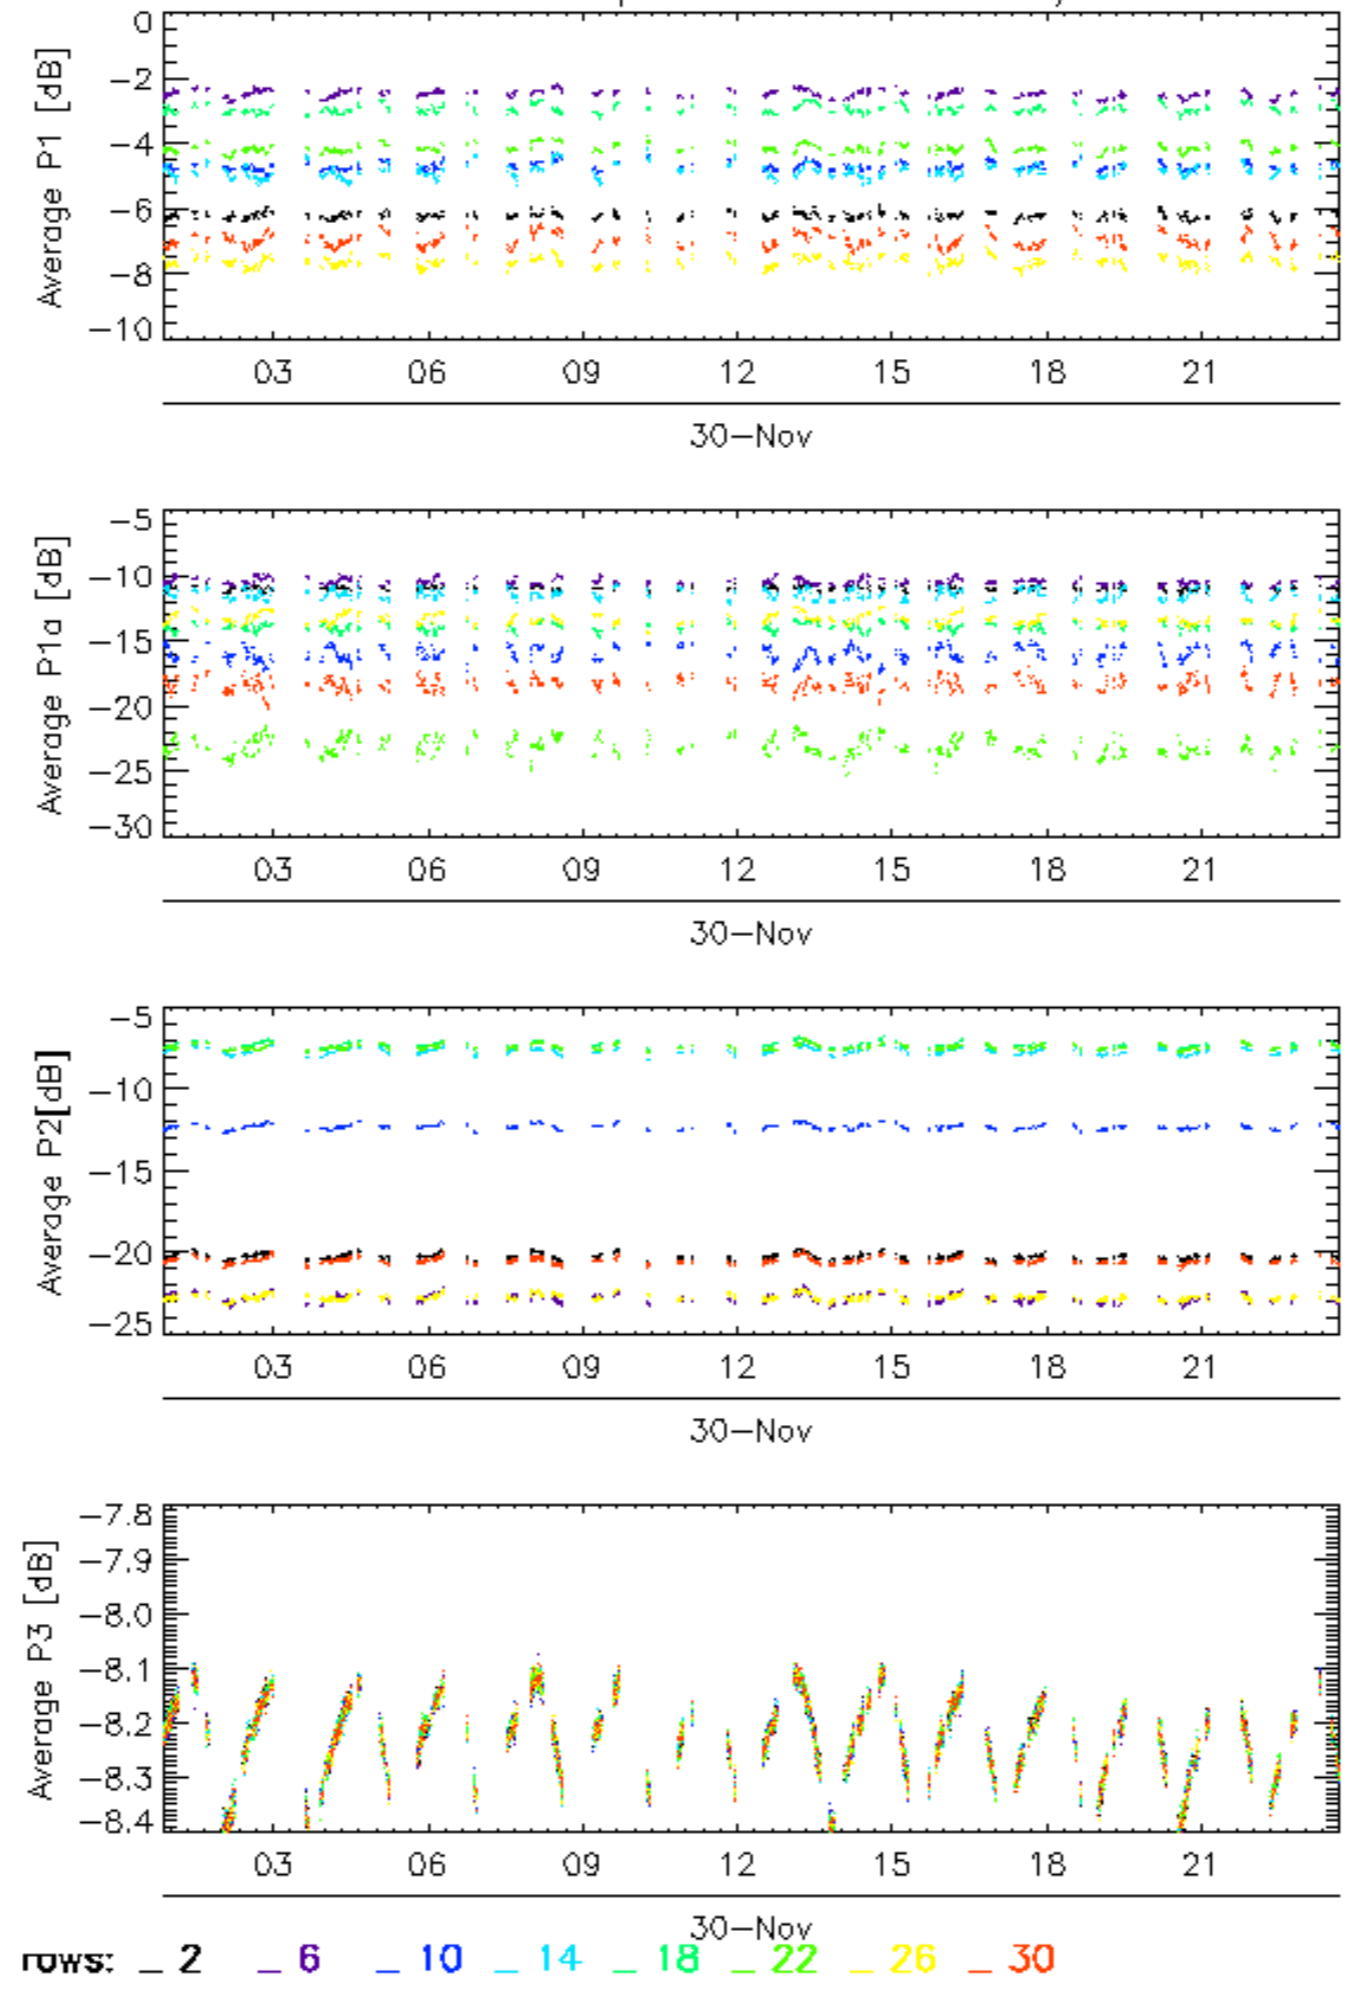 0
−2
−4
−6
−8
−10
Average P1 [dB]
03 06 09 12 15 18 21
30−Nov
−5
−10
−15
−20
−25
−30
Average P1a [dB]
03 06 09 12 15 18 21
30−Nov
−5
−10
−15
−20
−25
Average P2[dB]
03 06 09 12 15 18 21
30−Nov
−7.8
−7.9
−8.0
−8.1
−8.2
−8.3
−8.4
Average P3 [dB]
03 06 09 12 15 18 21
30−Nov
rows: _ 2 _ 6 _ 10 _ 14 _ 18 _ 22 _ 26 _ 30